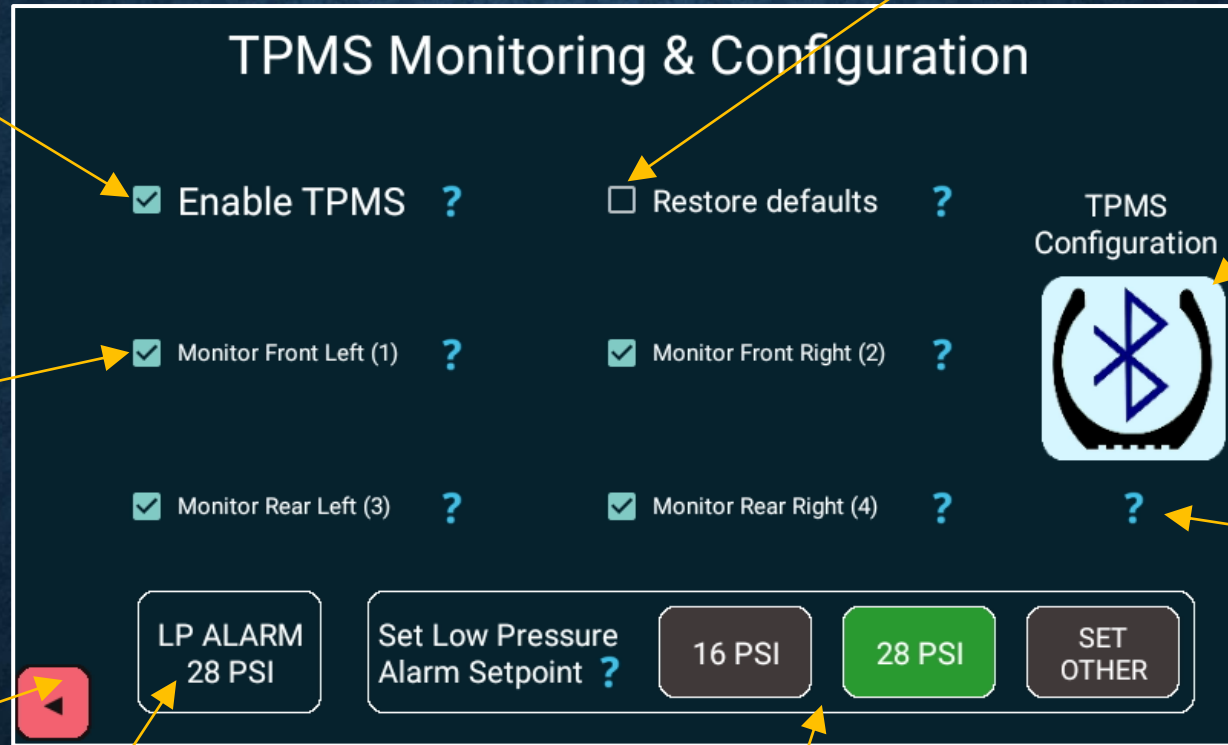 TPMS Monitoring & Configuration
Enable TPMS ?
Restore defaults ?
TPMS
Configuration
Monitor Front Left (1) ?
Monitor Front Right (2) ?
Monitor Rear Left (3) ?
Monitor Rear Right (4) ?
?
LP ALARM
28 PSI
Set Low Pressure
Alarm Setpoint ?
16 PSI
28 PSI
SET
OTHER